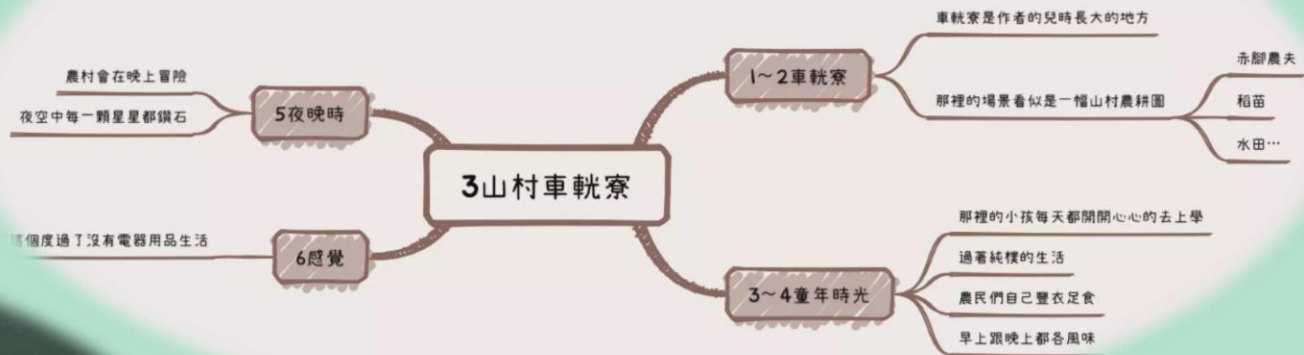 3山村車軦寮
1～2車軦寮
車軦寮是作者的兒時長大的地方
那裡的場景看似是一幅山村農耕圖
赤腳農夫
稻苗
水田…
3～4童年時光
那裡的小孩每天都開開心心的去上學
過著純樸的生活
農民們自己豐衣足食
早上跟晚上都各風味
5夜晚時
農村會在晚上冒險
夜空中每一顆星星都鑽石
6感覺
這個度過了沒有電器用品生活